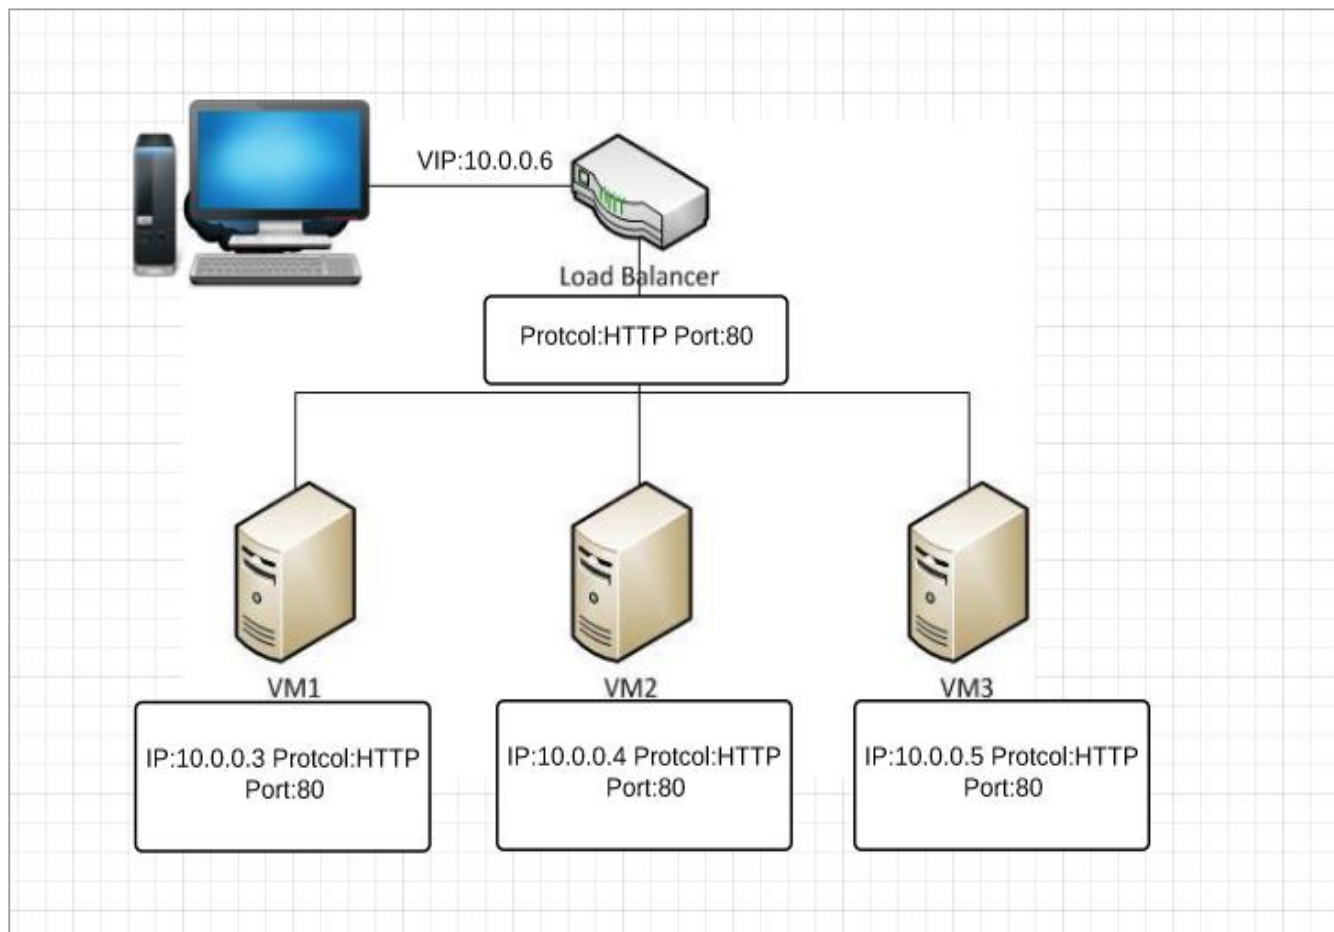 VIP:10.0.0.6
Load Balancer
Protcol:HTTP Port:80
VM1
VM2
VM3
IP:10.0.0.3 Protcol:HTTP
Port:80
IP:10.0.0.4 Protcol:HTTP
Port:80
IP:10.0.0.5 Protcol:HTTP
Port:80